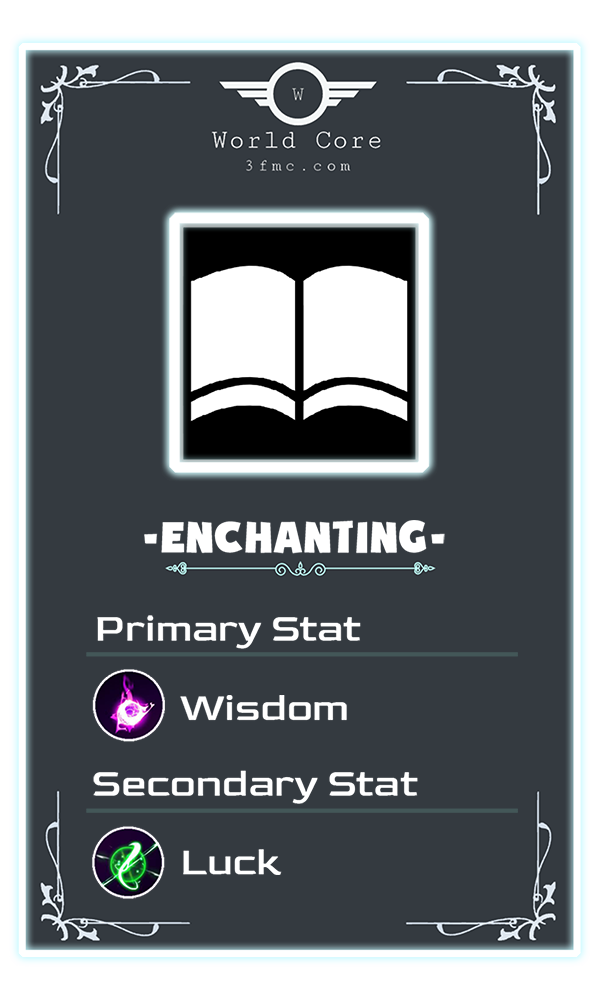 W
World Core
3fmc.com
-ENCHANTING-
Primary Stat
Wisdom
Secondary Stat
Luck